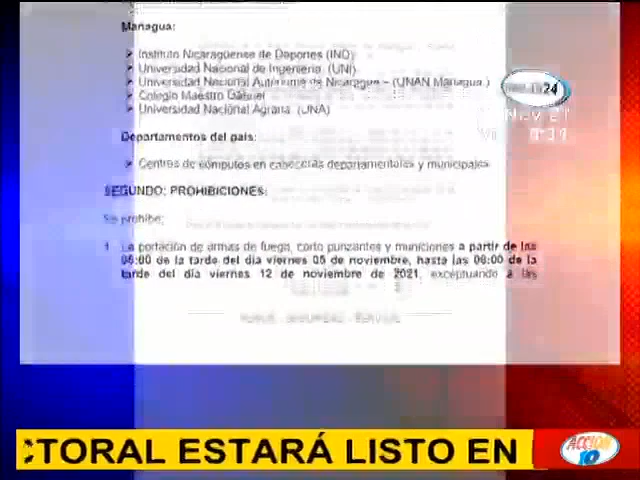 Managua:
➢ Instituto Nicaragüense de Deportes (IND)
➢ Universidad Nacional de Ingeniería (UNI)
➢ Universidad Nacional Autónoma de Nicaragua – (UNAN Managua )
➢ Colegio Maestro Gabriel
➢ Universidad Nacional Agraria (UNA)
Departamentos del país:
➢ Centros de cómputos en cabeceras departamentales y municipales
SEGUNDO: PROHIBICIONES:
Se prohíbe:
1. La portación de armas de fuego, corto punzantes y municiones a partir de las
06:00 de la tarde del día viernes 05 de noviembre, hasta las 06:00 de la
tarde del día viernes 12 de noviembre de 2021, exceptuando a las
24
CTORAL ESTARÁ LISTO EN
ACCION
10